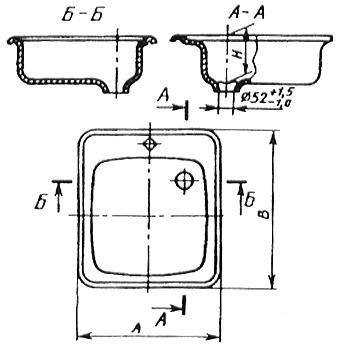 Б – Б
А – А
H
Ø52 +1,5 -1,0
А
Б
Б
В
А
А